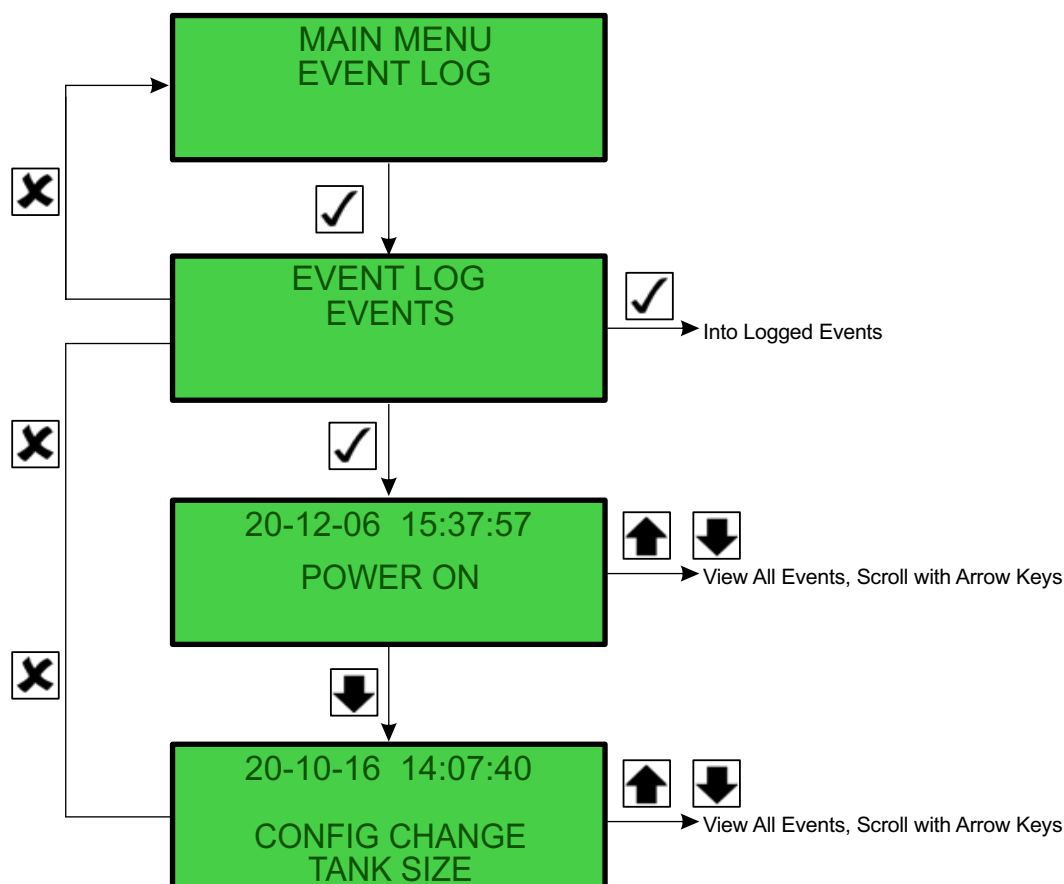 MAIN MENU
EVENT LOG
EVENT LOG
EVENTS
Into Logged Events
20-12-06 15:37:57
POWER ON
View All Events, Scroll with Arrow Keys
20-10-16 14:07:40
CONFIG CHANGE
TANK SIZE
View All Events, Scroll with Arrow Keys